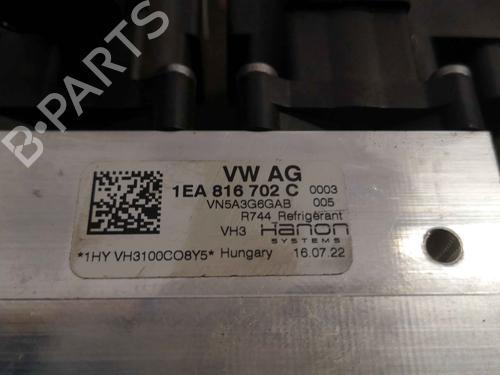 B-PARTS
VW AG
1EA 816 702 C 0003
VN5A3G6GAB 005
R744 Refrigerant
VH3 Hanon
SYSTEMS
*1HY VH3100CO8Y5* Hungary 16.07.22